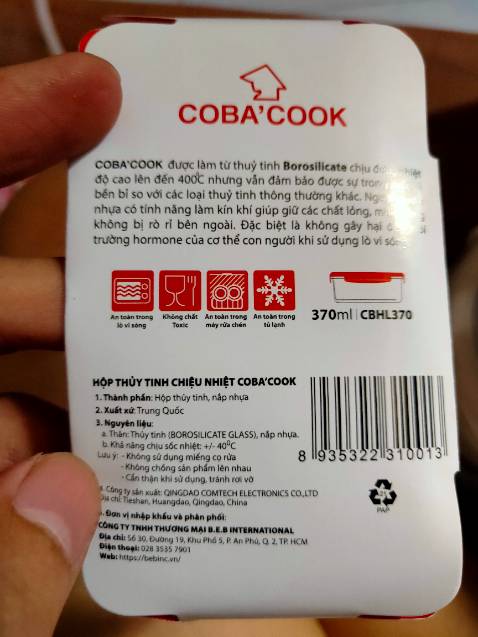 COBA'COOK
COBA'COOK được làm từ thuỷ tinh Borosilicate chịu nhiệt
độ cao lên đến 400°C nhưng vẫn đảm bảo được sự tron
bền bỉ so với các loại thuỷ tinh thông thường khác.
nhựa có tính năng làm kín khí giúp giữ các chất lỏng,
không bị rò rỉ bên ngoài. Đặc biệt là không gây hại
trường hormone của cơ thể con người khi sử dụng lò vi
An toàn trong
lò vi sóng
Không chất
Toxic
An toàn trong
máy rửa chén
An toàn trong
tủ lạnh
370ml | CBHL370
HỘP THỦY TINH CHIỆU NHIỆT COBA'COOK
1. Thành phần: Hộp thủy tinh, nắp nhựa
2. Xuất xứ: Trung Quốc
3. Nguyên liệu:
a. Thân: Thủy tinh (BOROSILICATE GLASS), nắp nhựa.
b. Khả năng chịu sốc nhiệt: +/- 40°C
Lưu ý: - Không sử dụng miếng cọ rửa
- Không chống sản phẩm lên nhau
- Cẩn thận khi sử dụng, tránh rơi vỡ
8 935322 310013
4. Công ty sản xuất: QINGDAO COMTECH ELECTRONICS CO.,LTD
Địa chỉ: Tieshan, Huangdao, Qingdao, China
21
PAP
Đơn vị nhập khẩu và phân phối:
CÔNG TY TNHH THƯƠNG MẠI B.E.B INTERNATIONAL
Địa chỉ: Số 30, Đường 19, Khu Phố 5, P. An Phú, Q. 2, TP. HCM
Điện thoại: 028 3535 7901
Web: https://bebinc.vn/